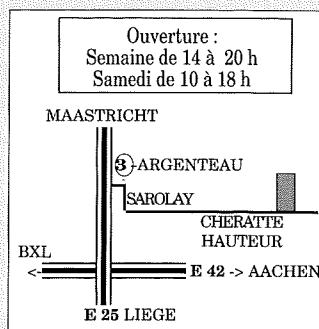 Ouverture :
Semaine de 14 à 20 h
Samedi de 10 à 18 h
MAASTRICHT
3-ARGENTEAU
SAROLAY
CHERATTE
HAUTEUR
BXL
<-
E 42 -> AACHEN
E 25 LIEGE